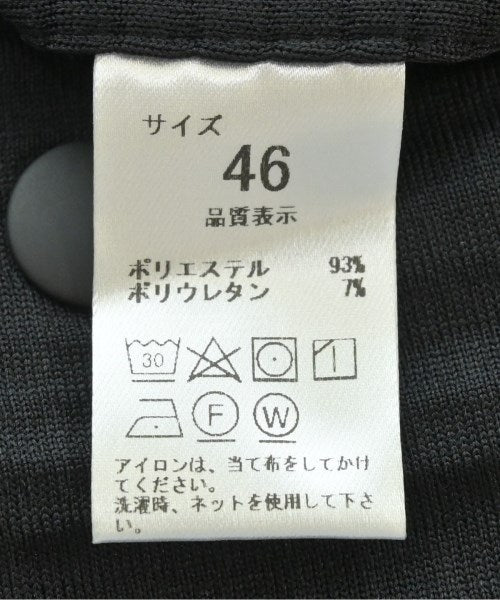 サイズ
46
品質表示
ポリエステル 93%
ポリウレタン 7%
30
F W
アイロンは、当て布をしてかけ
てください。
洗濯時、ネットを使用して下さ
い。